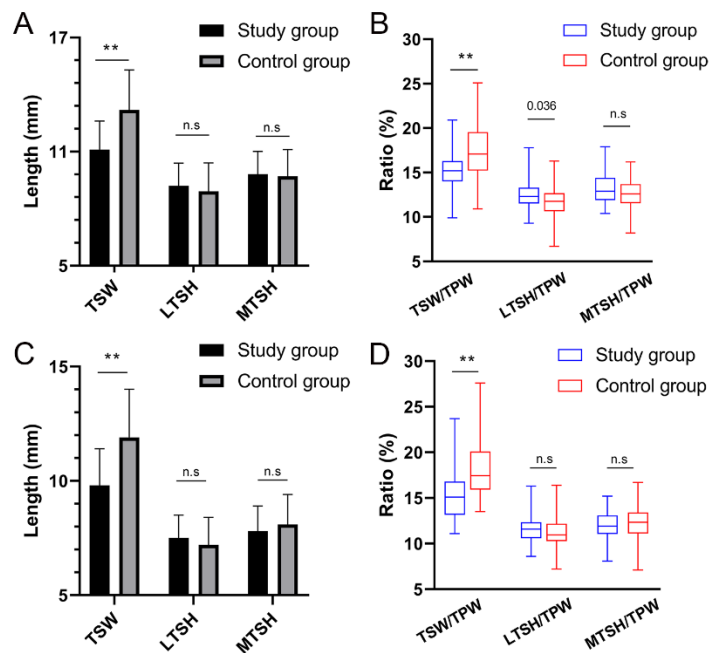 A
Study group
Control group
Length (mm)
17
11
5
**
n.s
n.s
TSW
LTSH
MTSH
B
Study group
Control group
Ratio (%)
30
25
20
15
10
5
**
0.036
n.s
TSW/TPW
LTSH/TPW
MTSH/TPW
C
Study group
Control group
Length (mm)
15
10
5
**
n.s
n.s
TSW
LTSH
MTSH
D
Study group
Control group
Ratio (%)
30
25
20
15
10
5
**
n.s
n.s
TSW/TPW
LTSH/TPW
MTSH/TPW